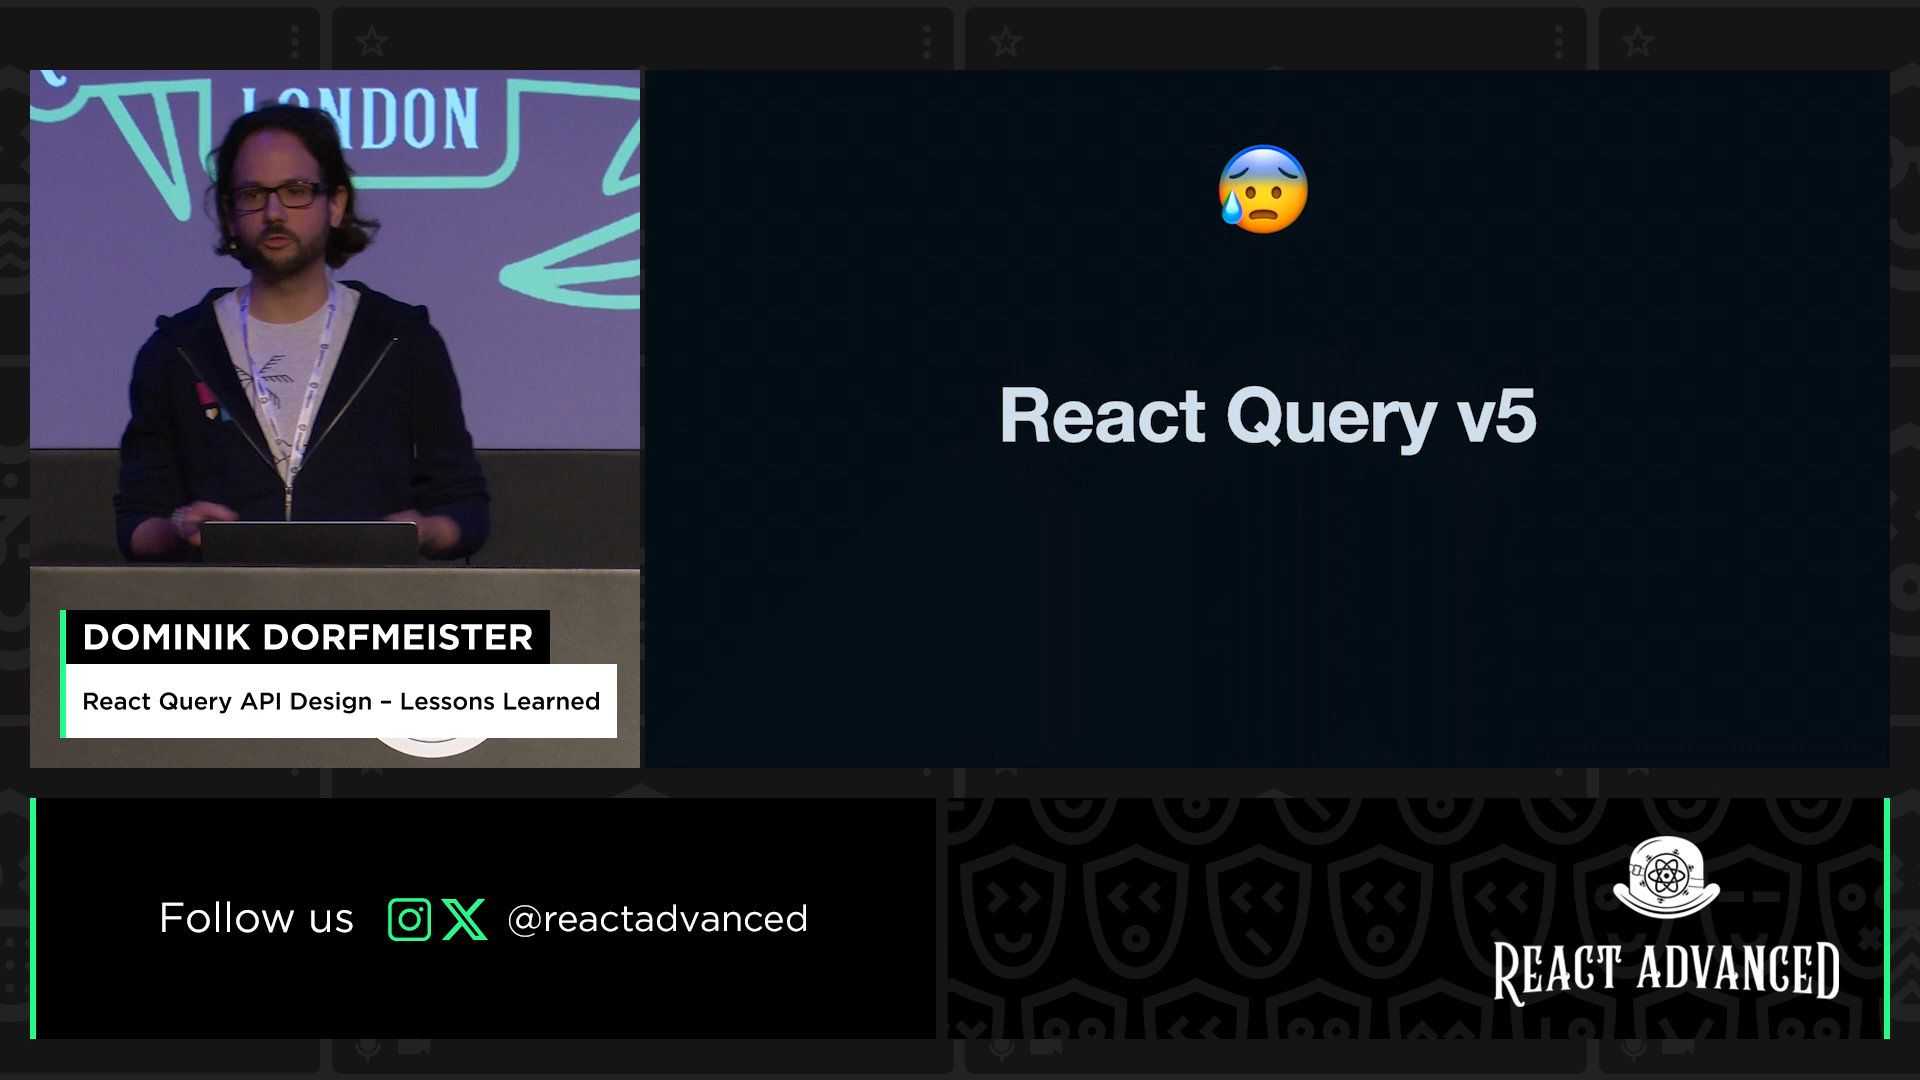 LONDON
React Query v5
DOMINIK DORFMEISTER
React Query API Design – Lessons Learned
Follow us @reactadvanced
REACT ADVANCED